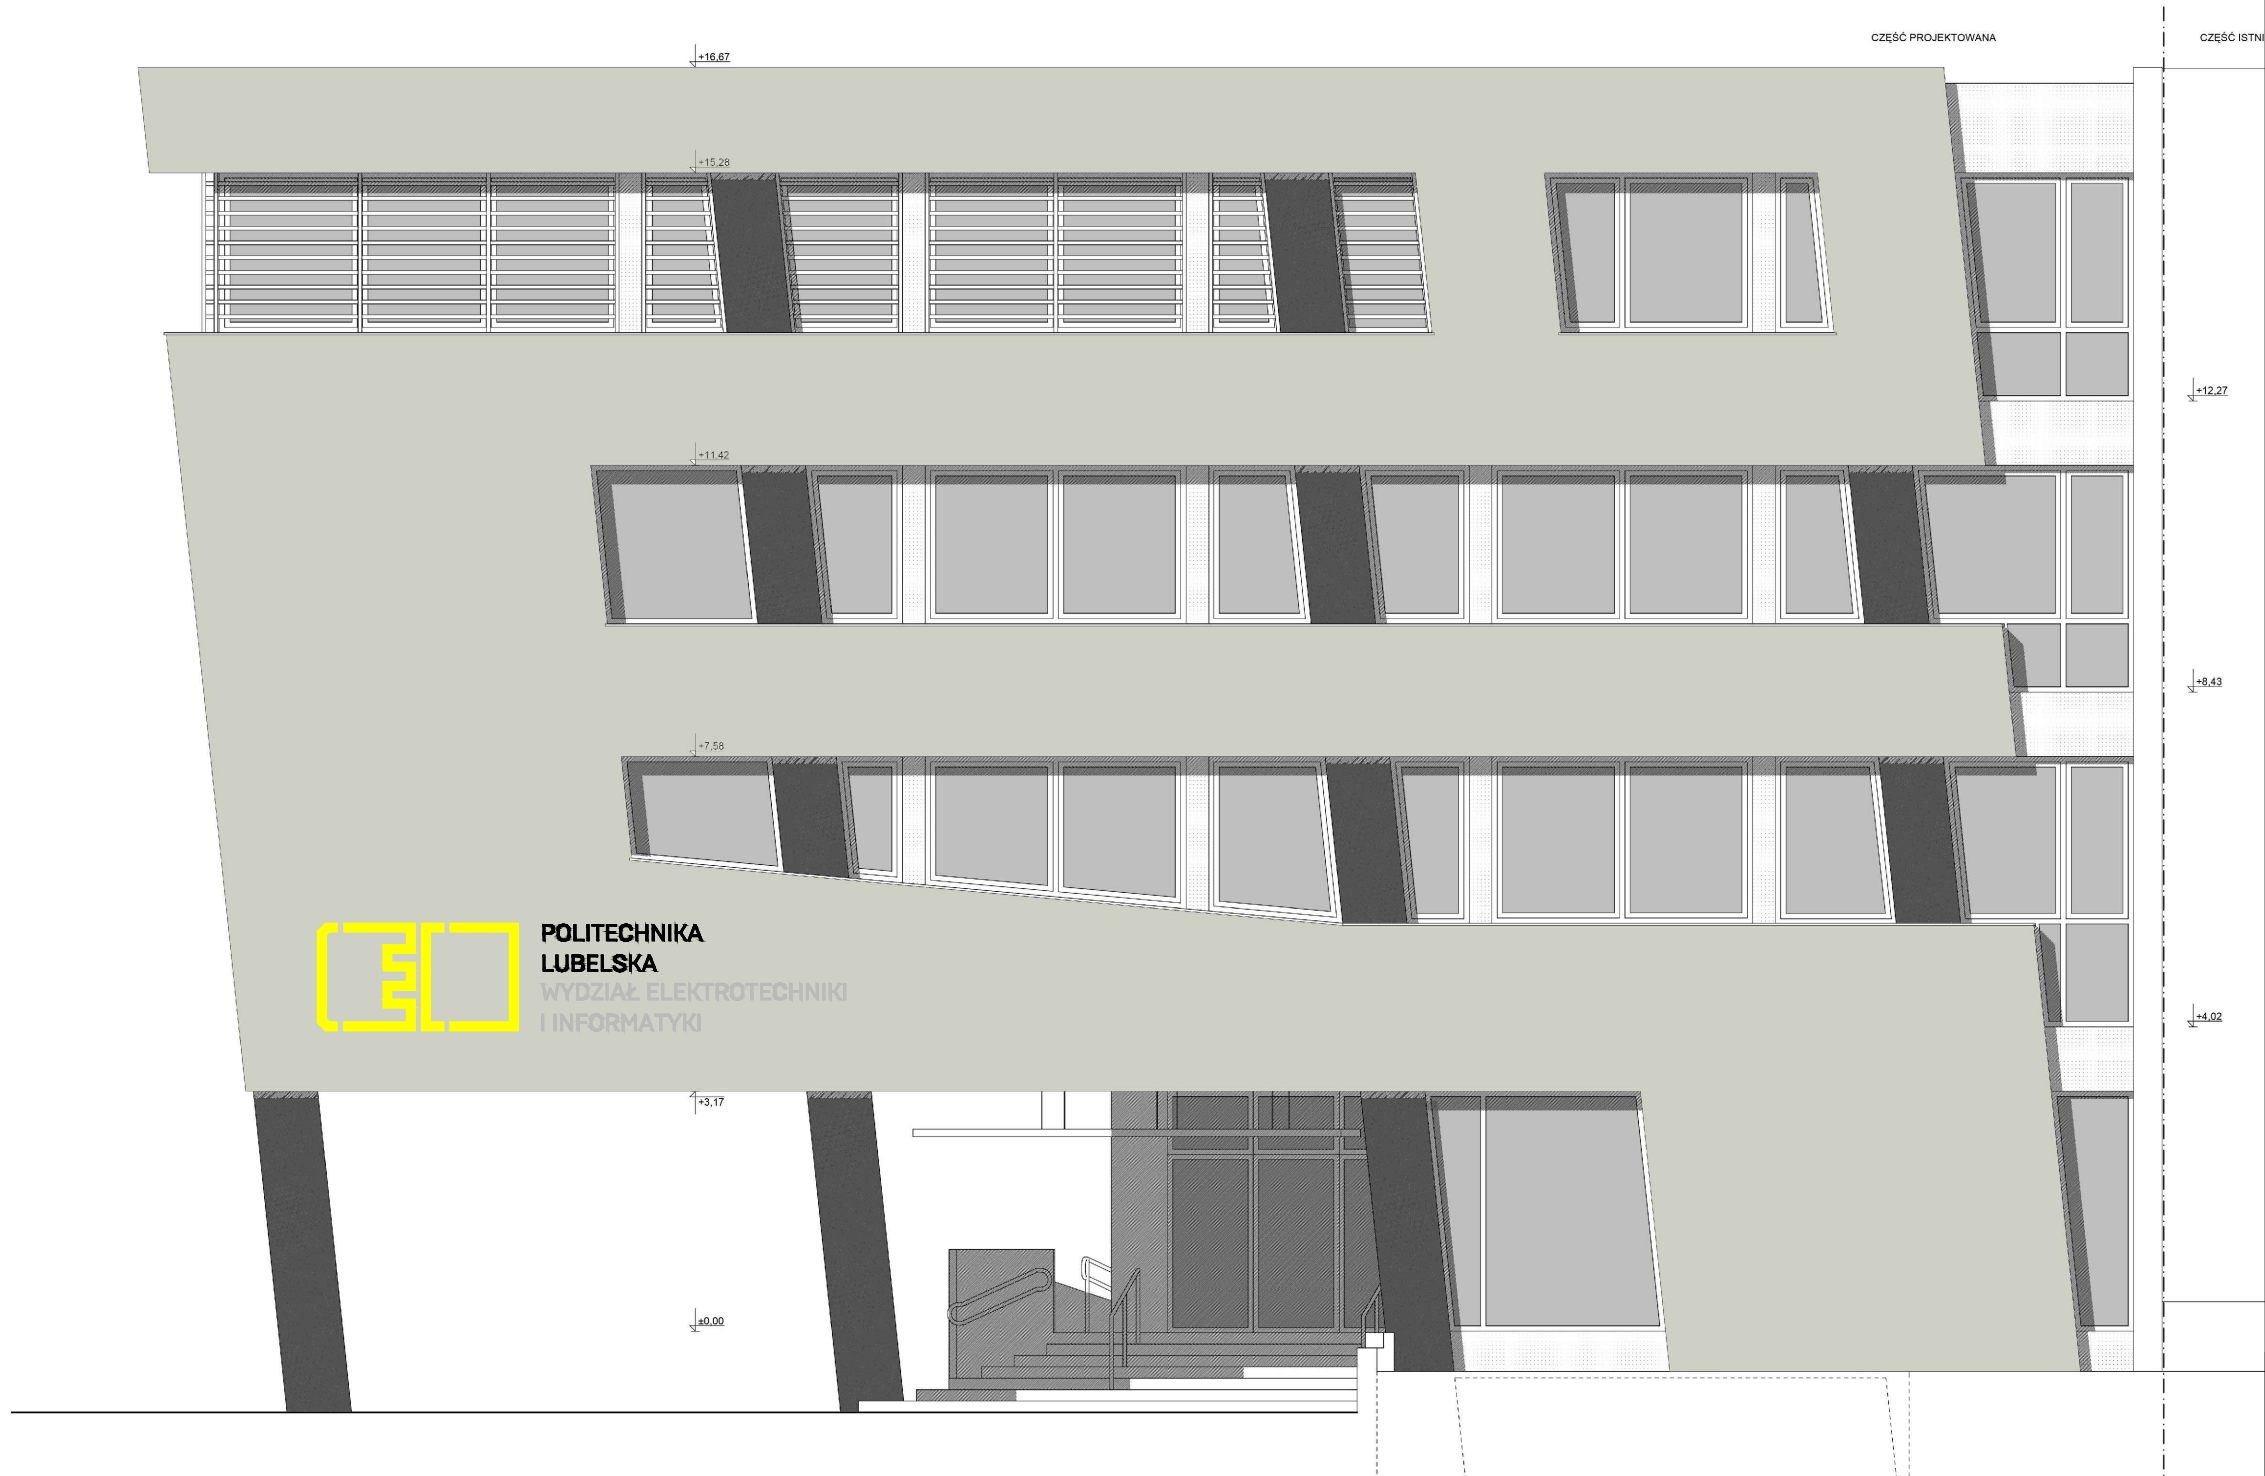 CZĘŚĆ PROJEKTOWANA
CZĘŚĆ ISTNI
+16,67
+15,28
+12,27
+11,42
+8,43
+7,58
POLITECHNIKA
LUBELSKA
WYDZIAŁ ELEKTROTECHNIKI
I INFORMATYKI
+4,02
+3,17
±0,00